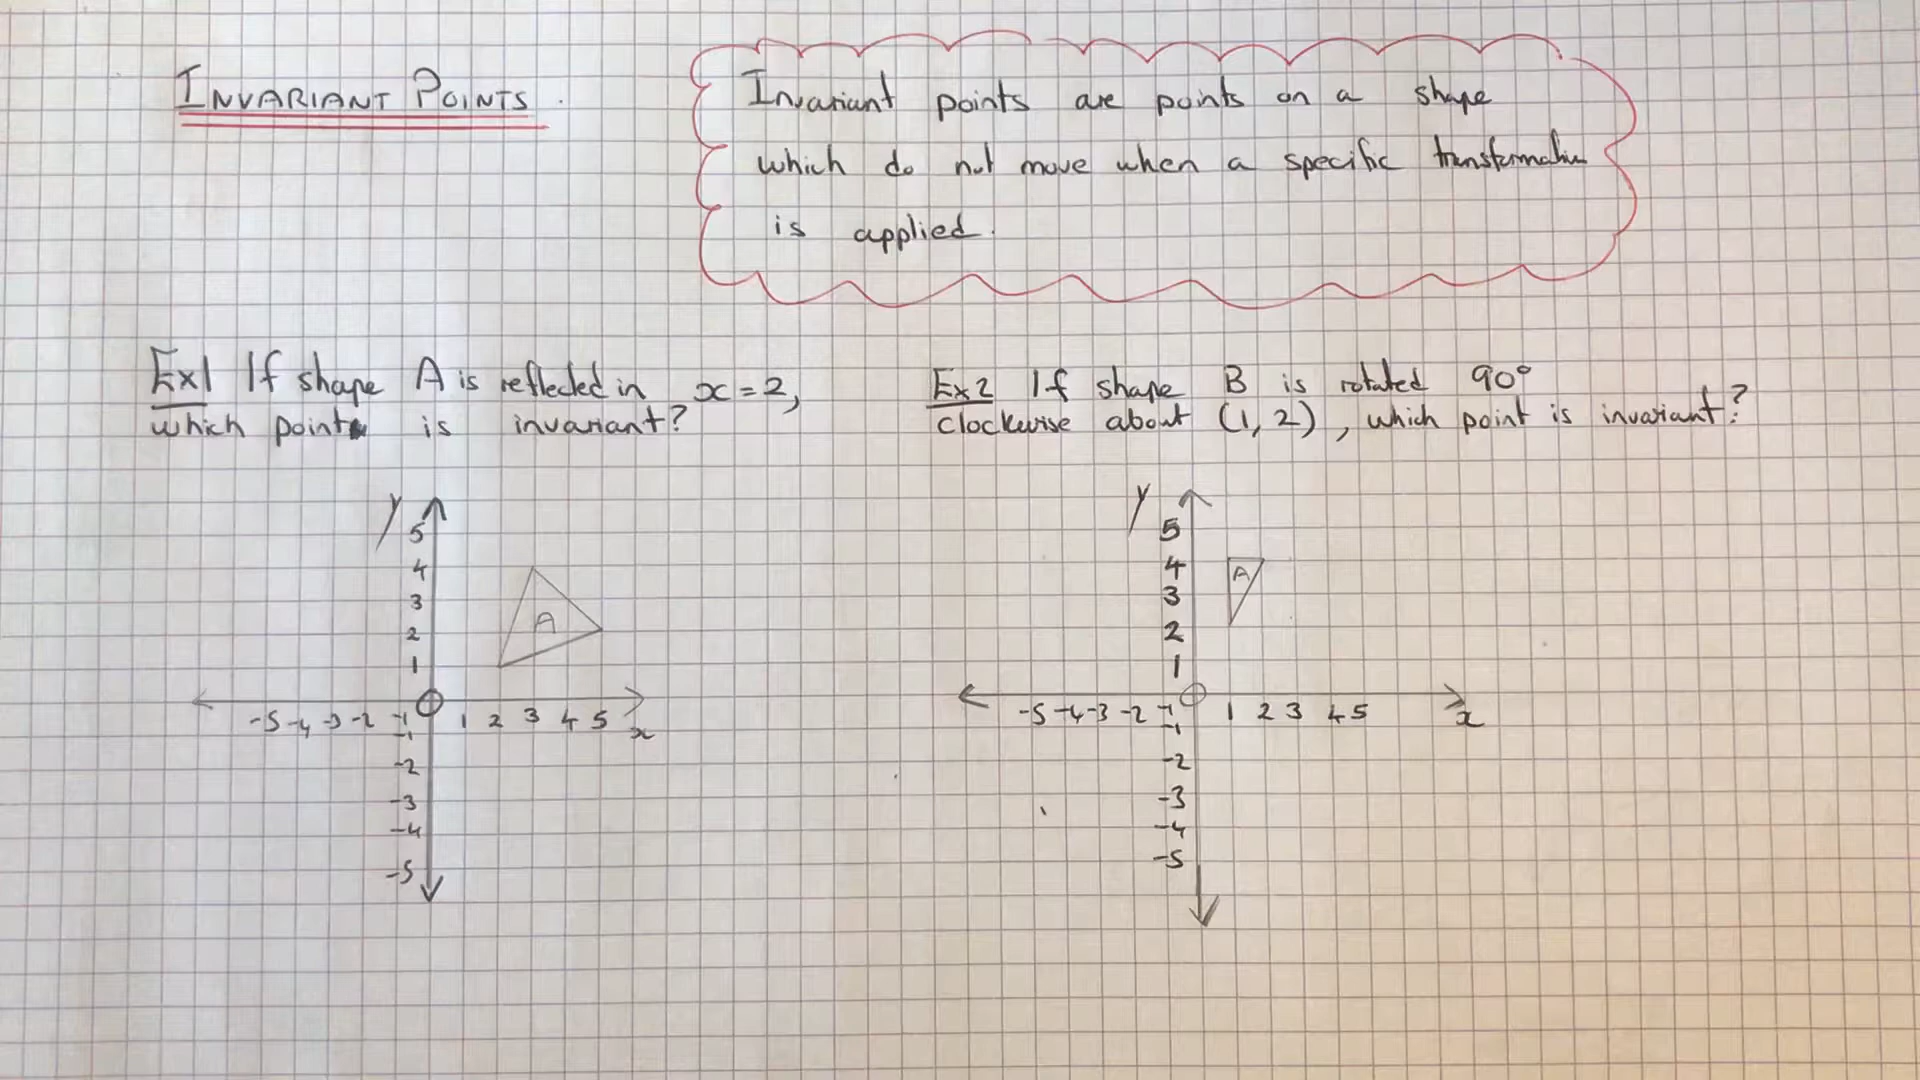 INVARIANT POINTS
Invariant points are points on a shape
which do not move when a specific transformation
is applied.
Ex1 If shape A is reflected in x=2,
which point is invariant?
Ex2 If shape B is rotated 90°
clockwise about (1, 2), which point is invariant?
y
5
4
3
2
1
A
-5 -4 -3 -2 -1 O 1 2 3 4 5 x
-1
-2
-3
-4
-5
y
5
4
3
2
1
A
-5 -4 -3 -2 -1 O 1 2 3 4 5 x
-1
-2
-3
-4
-5